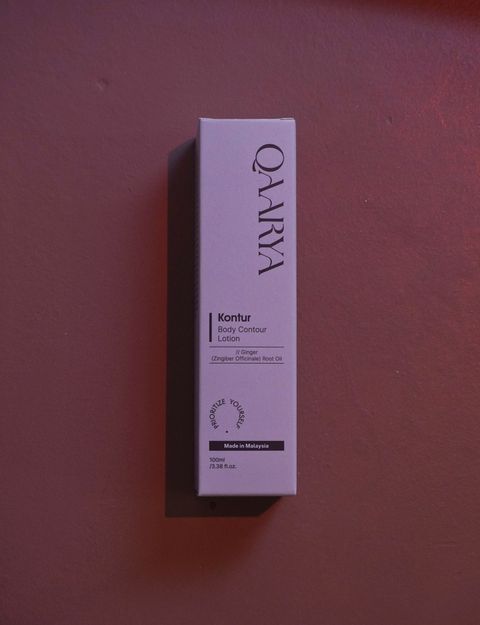 QAARYA
Kontur
Body Contour
Lotion
// Ginger
(Zingiber Officinale) Root Oil
PRIORITIZE YOURSELF
Made in Malaysia
100ml
/3.38 fl.oz.